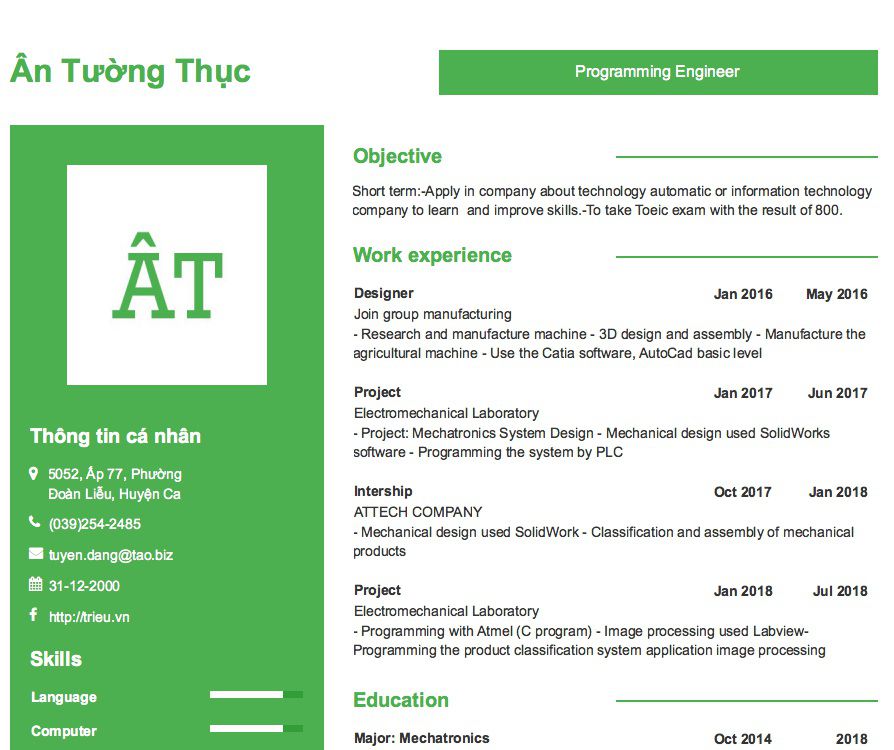 Ân Tường Thục
Programming Engineer
ÂT
Thông tin cá nhân
5052, Ấp 77, Phường
Đoàn Liễu, Huyện Ca
(039)254-2485
tuyen.dang@tao.biz
31-12-2000
http://trieu.vn
Skills
Language
Computer
Objective
Short term:-Apply in company about technology automatic or information technology
company to learn  and improve skills.-To take Toeic exam with the result of 800.
Work experience
Designer Jan 2016 May 2016
Join group manufacturing
- Research and manufacture machine - 3D design and assembly - Manufacture the
agricultural machine - Use the Catia software, AutoCad basic level
Project Jan 2017 Jun 2017
Electromechanical Laboratory
- Project: Mechatronics System Design - Mechanical design used SolidWorks
software - Programming the system by PLC
Intership Oct 2017 Jan 2018
ATTECH COMPANY
- Mechanical design used SolidWork - Classification and assembly of mechanical
products
Project Jan 2018 Jul 2018
Electromechanical Laboratory
- Programming with Atmel (C program) - Image processing used Labview-
Programming the product classification system application image processing
Education
Major: Mechatronics Oct 2014 2018